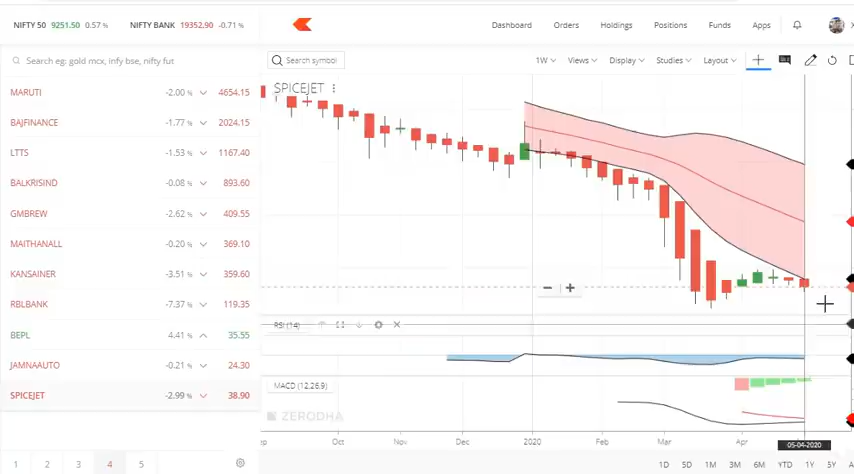 NIFTY 50 9251.50 0.57 % NIFTY BANK 19352.90 -0.71 %
Dashboard Orders Holdings Positions Funds Apps
Search eg: gold mcx, infy bse, nifty fut
Search symbol 1W Views Display Studies Layout
SPICEJET
MARUTI -2.00 % 4654.15
BAJFINANCE -1.77 % 2024.15
LTTS -1.53 % 1167.40
BALKRISIND -0.08 % 893.60
GMBREW -2.62 % 409.55
MAITHANALL -0.20 % 369.10
KANSAINER -3.51 % 359.60
RBLBANK -7.37 % 119.35
BEPL 4.41 % 35.55
JAMNAAUTO -0.21 % 24.30
SPICEJET -2.99 % 38.90
RSI (14)
MACD (12,26,9)
ZERODHA
Oct Nov Dec 2020 Feb Mar Apr
05-04-2020
1 2 3 4 5
1D 5D 1M 3M 6M YTD 1Y 5Y